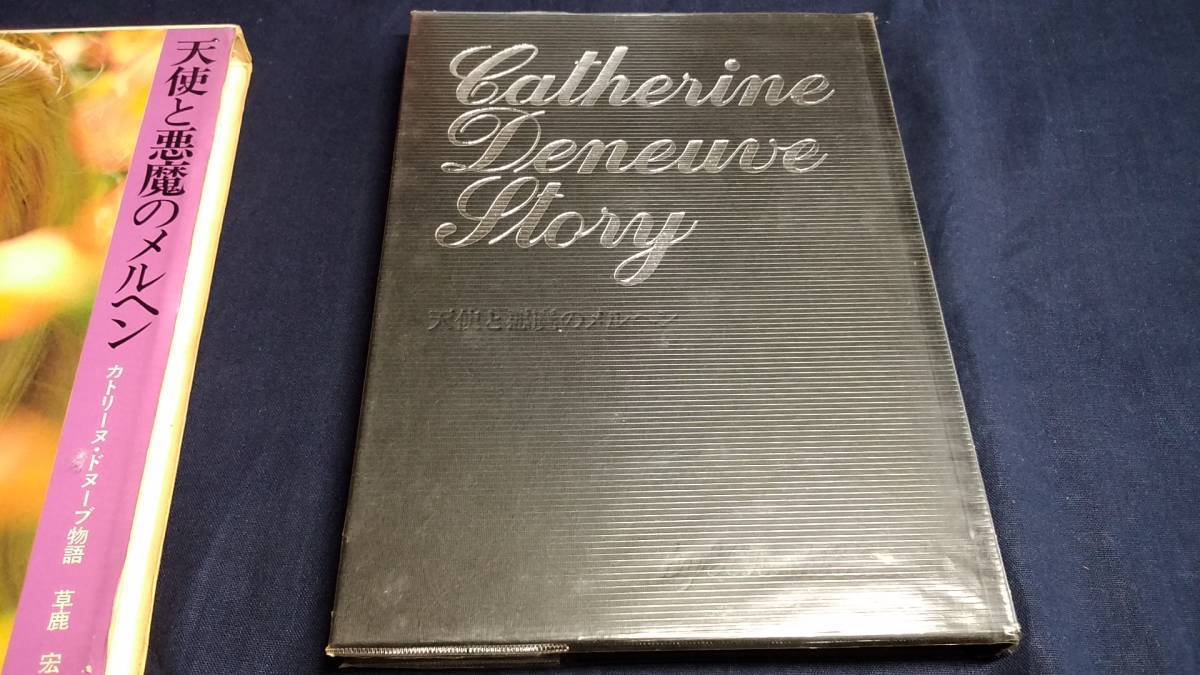 天使と悪魔のメルヘン
カトリーヌ・ドヌーブ物語 草鹿 宏
Catherine
Deneuve
Story
天使と悪魔のメルヘン